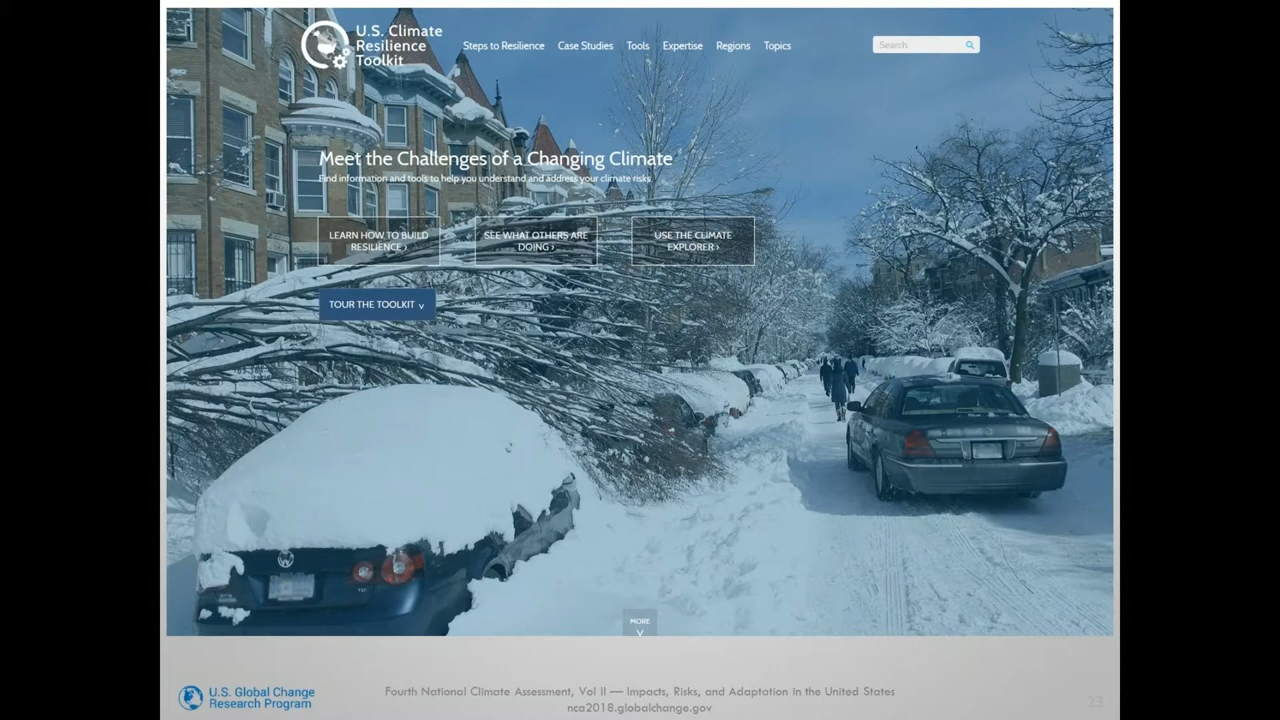 U.S. Climate
Resilience
Toolkit
Steps to Resilience Case Studies Tools Expertise Regions Topics
Search
Meet the Challenges of a Changing Climate
Find information and tools to help you understand and address your climate risks
LEARN HOW TO BUILD
RESILIENCE ›
SEE WHAT OTHERS ARE
DOING ›
USE THE CLIMATE
EXPLORER ›
TOUR THE TOOLKIT
MORE
U.S. Global Change
Research Program
Fourth National Climate Assessment, Vol II — Impacts, Risks, and Adaptation in the United States
nca2018.globalchange.gov
23